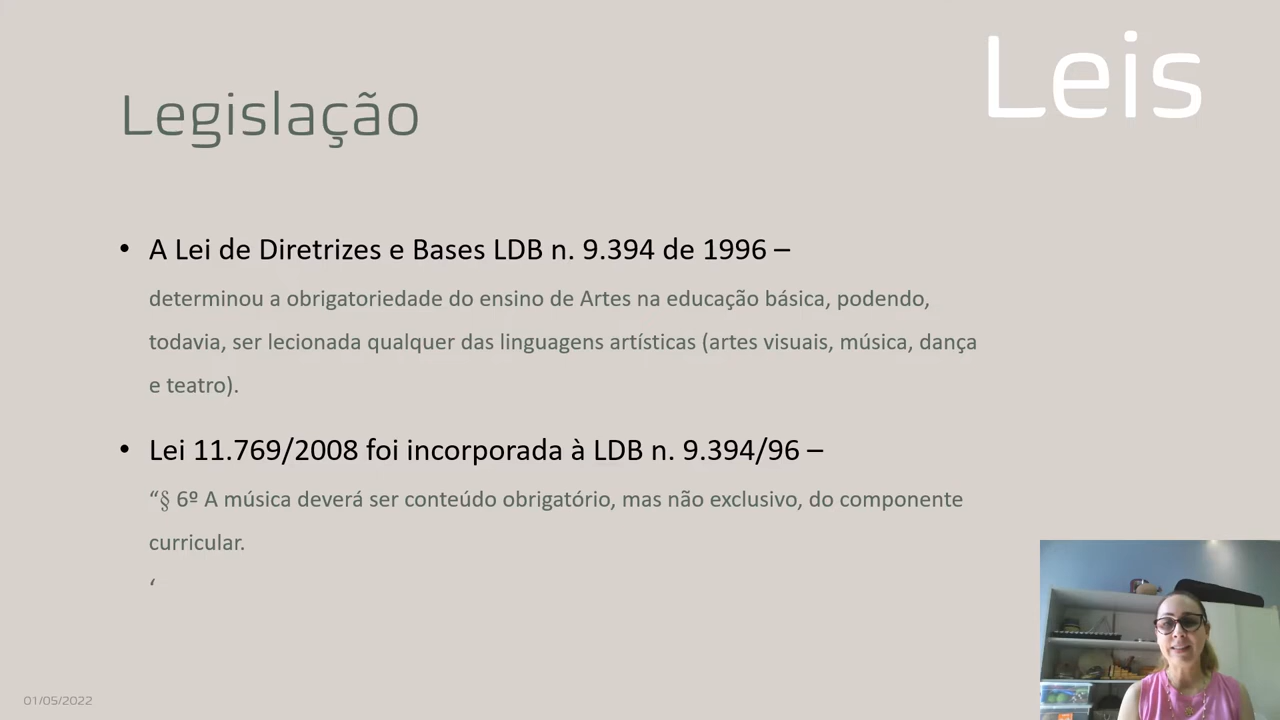 Leis
Legislação
• A Lei de Diretrizes e Bases LDB n. 9.394 de 1996 –
determinou a obrigatoriedade do ensino de Artes na educação básica, podendo,
todavia, ser lecionada qualquer das linguagens artísticas (artes visuais, música, dança
e teatro).
• Lei 11.769/2008 foi incorporada à LDB n. 9.394/96 –
“§ 6º A música deverá ser conteúdo obrigatório, mas não exclusivo, do componente
curricular.
‘
01/05/2022